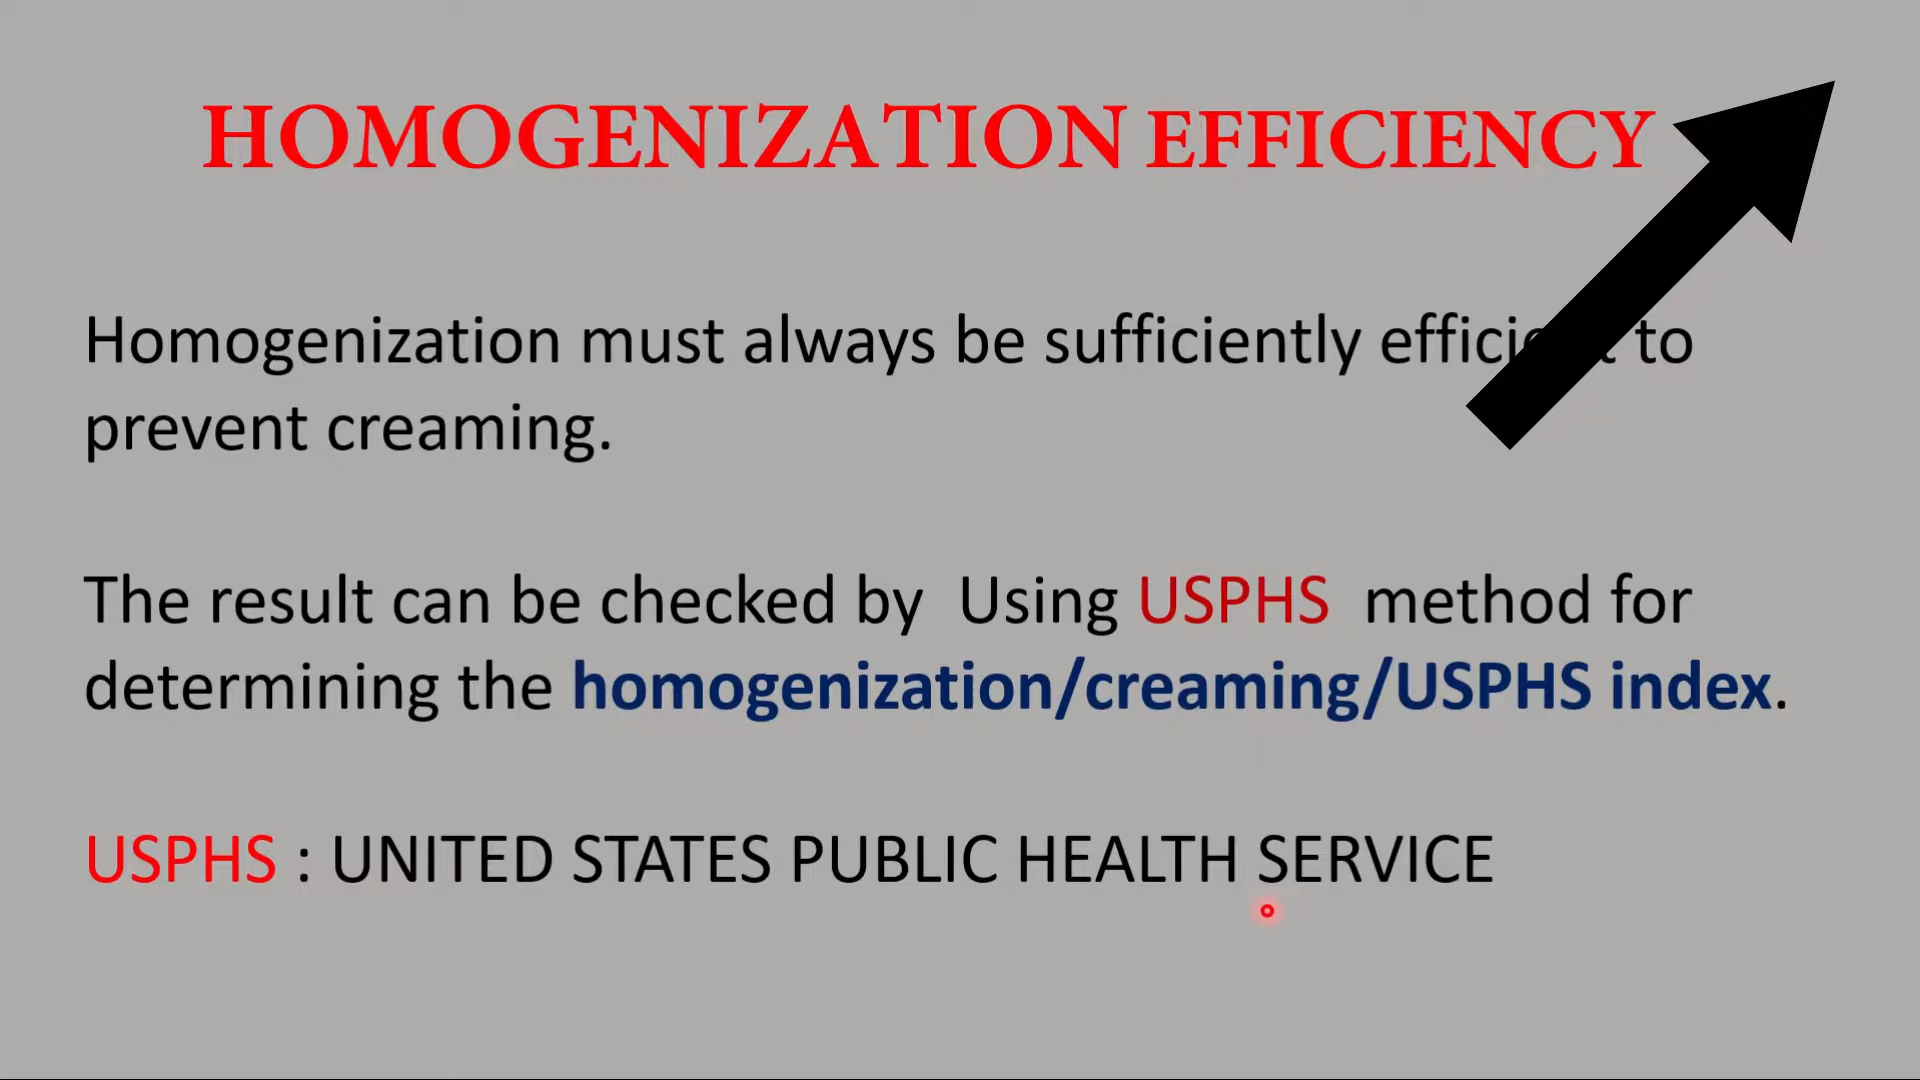 HOMOGENIZATION EFFICIENCY
Homogenization must always be sufficiently to
prevent creaming.
The result can be checked by Using USPHS method for
determining the homogenization/creaming/USPHS index.
USPHS : UNITED STATES PUBLIC HEALTH SERVICE